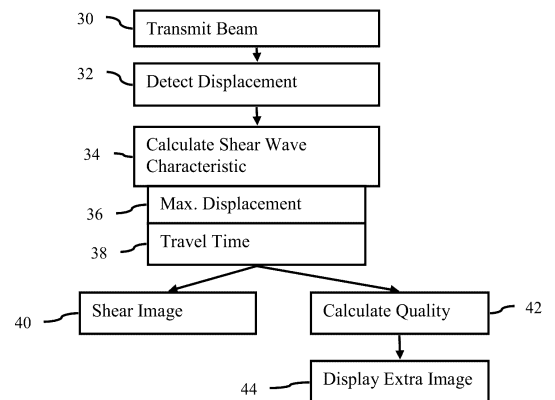 30
Transmit Beam
32
Detect Displacement
34
Calculate Shear Wave
Characteristic
36
Max. Displacement
38
Travel Time
40
Shear Image
Calculate Quality
42
44
Display Extra Image